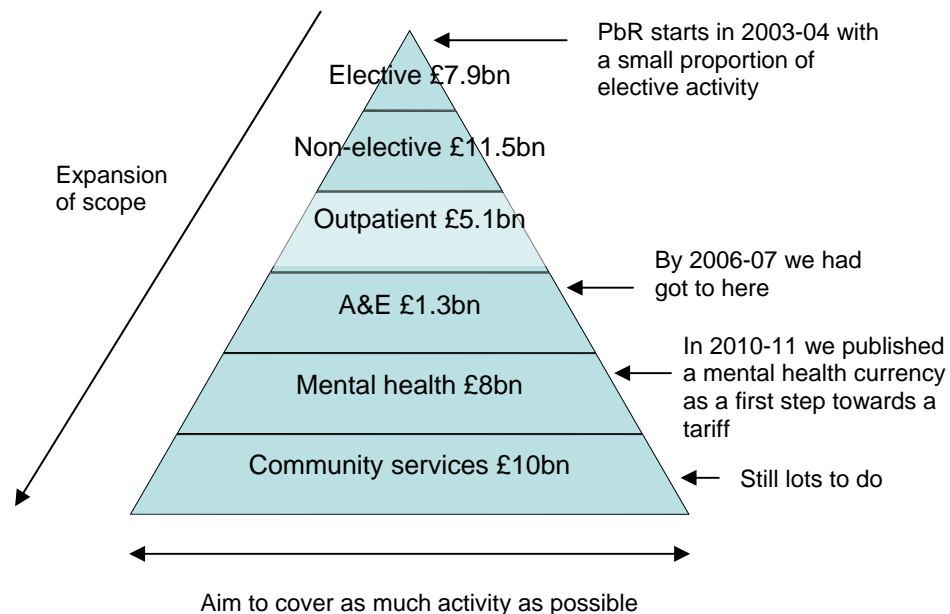 PbR starts in 2003-04 with
a small proportion of
elective activity
Elective £7.9bn
Non-elective £11.5bn
Expansion
of scope
Outpatient £5.1bn
By 2006-07 we had
got to here
A&E £1.3bn
In 2010-11 we published
a mental health currency
as a first step towards a
tariff
Mental health £8bn
Community services £10bn
Still lots to do
Aim to cover as much activity as possible